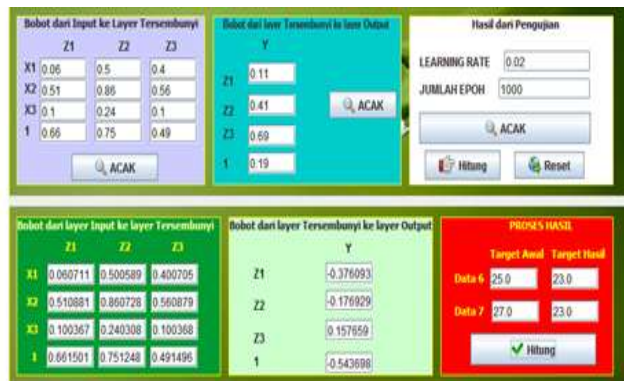 Bobot dari Input ke Layer Tersembunyi
Z1 Z2 Z3
X1 0.06 0.5 0.4
X2 0.51 0.86 0.56
X3 0.1 0.24 0.1
1 0.66 0.75 0.49
ACAK
Bobot dari layer Tersembunyi ke layer Output
Y
Z1 0.11
Z2 0.41
Z3 0.69
1 0.19
ACAK
Hasil dari Pengujian
LEARNING RATE 0.02
JUMLAH EPOH 1000
ACAK
Hitung Reset
Bobot dari layer Input ke layer Tersembunyi
Z1 Z2 Z3
X1 0.060711 0.500589 0.400705
X2 0.510881 0.860728 0.560879
X3 0.100367 0.240308 0.100368
1 0.661501 0.751248 0.491496
Bobot dari layer Tersembunyi ke layer Output
Y
Z1 -0.376093
Z2 -0.176929
Z3 0.157659
1 -0.543698
PROSES HASIL
Target Awal Target Hasil
Data 6 25.0 23.0
Data 7 27.0 23.0
Hitung